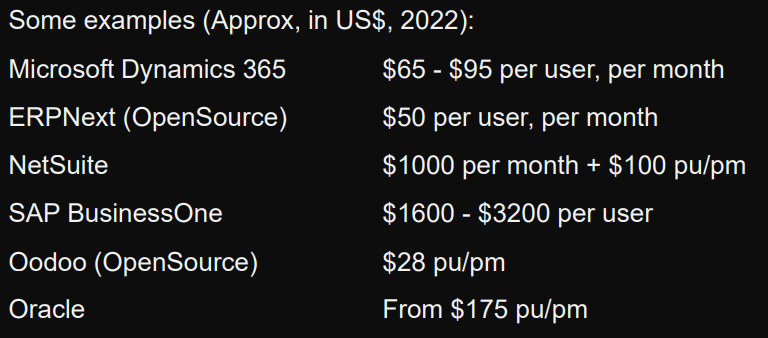 Some examples (Approx, in US$, 2022):
Microsoft Dynamics 365 $65 - $95 per user, per month
ERPNext (OpenSource) $50 per user, per month
NetSuite $1000 per month + $100 pu/pm
SAP BusinessOne $1600 - $3200 per user
Oodoo (OpenSource) $28 pu/pm
Oracle From $175 pu/pm